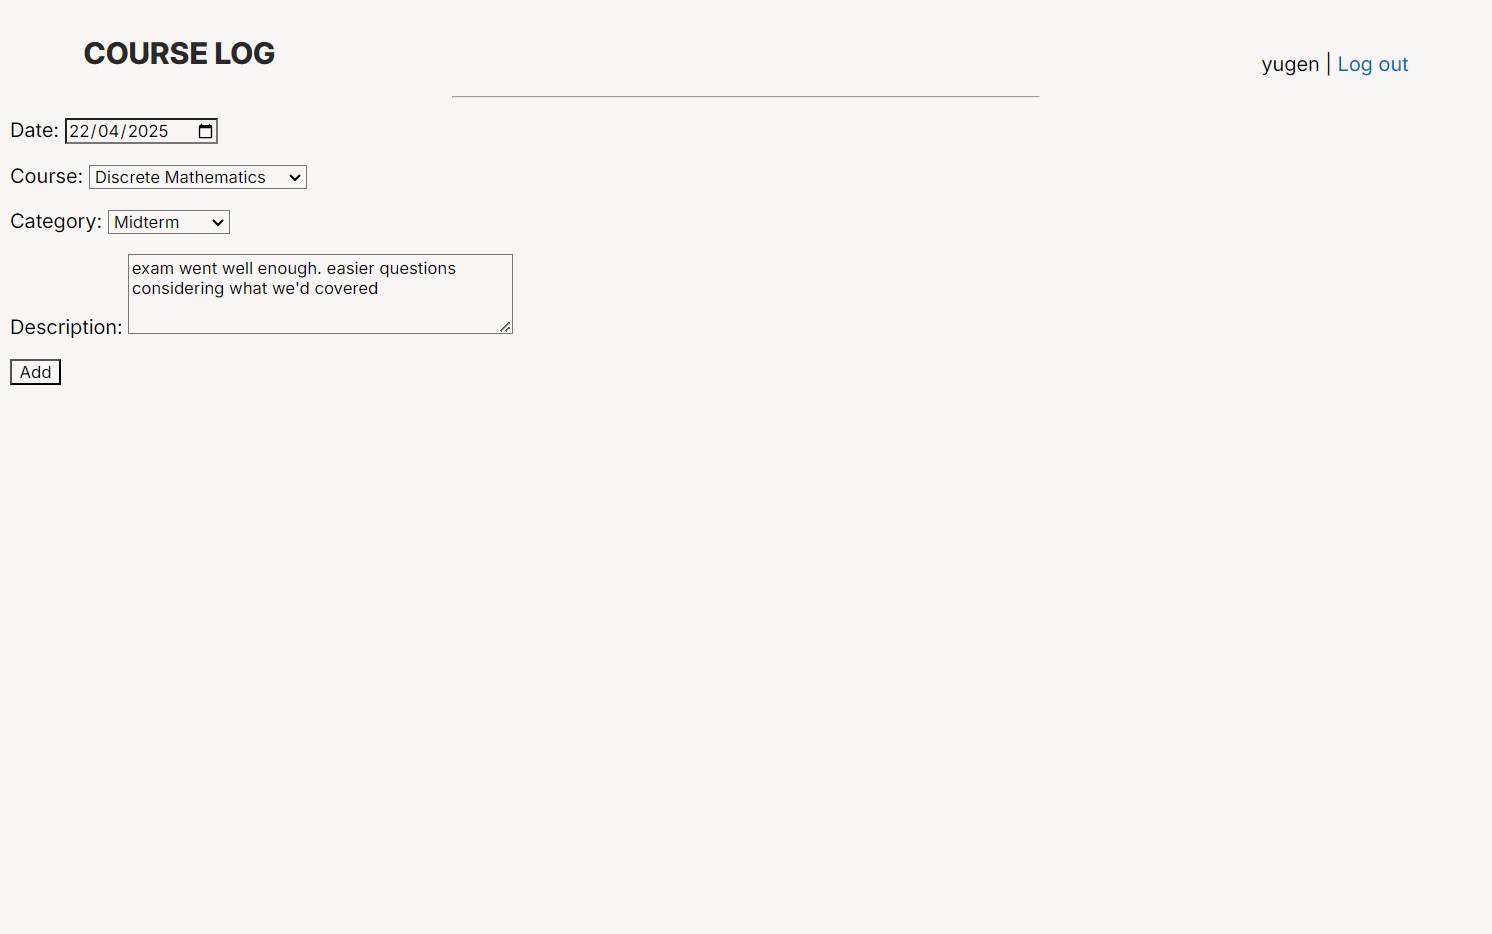 COURSE LOG
yugen | Log out
Date: 22/04/2025
Course: Discrete Mathematics
Category: Midterm
exam went well enough. easier questions
considering what we'd covered
Description:
Add